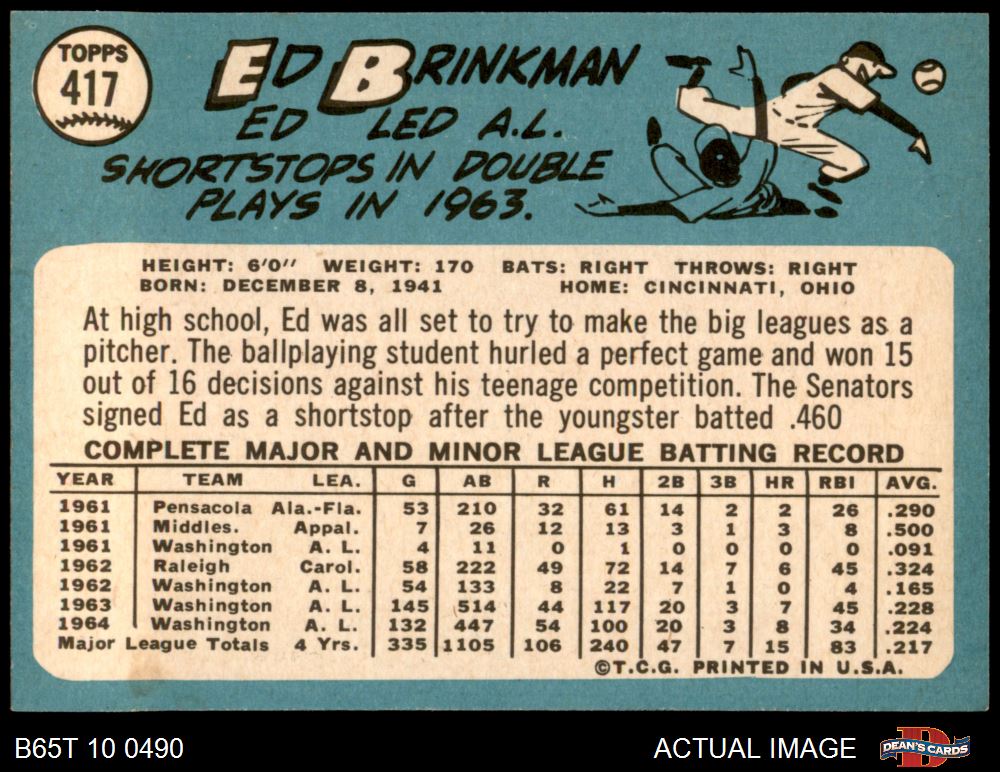 TOPPS
417
ED BRINKMAN
ED LED A.L.
SHORTSTOPS IN DOUBLE
PLAYS IN 1963.
HEIGHT: 6'0" WEIGHT: 170 BATS: RIGHT THROWS: RIGHT
BORN: DECEMBER 8, 1941 HOME: CINCINNATI, OHIO
At high school, Ed was all set to try to make the big leagues as a
pitcher. The ballplaying student hurled a perfect game and won 15
out of 16 decisions against his teenage competition. The Senators
signed Ed as a shortstop after the youngster batted .460
COMPLETE MAJOR AND MINOR LEAGUE BATTING RECORD
YEAR TEAM LEA. G AB R H 2B 3B HR RBI AVG.
1961 Pensacola Ala.-Fla. 53 210 32 61 14 2 2 26 .290
1961 Middles. Appal. 7 26 12 13 3 1 3 8 .500
1961 Washington A. L. 4 11 0 1 0 0 0 0 .091
1962 Raleigh Carol. 58 222 49 72 14 7 6 45 .324
1962 Washington A. L. 54 133 8 22 7 1 0 4 .165
1963 Washington A. L. 145 514 44 117 20 3 7 45 .228
1964 Washington A. L. 132 447 54 100 20 3 8 34 .224
Major League Totals 4 Yrs. 335 1105 106 240 47 7 15 83 .217
©T.C.G. PRINTED IN U.S.A.
B65T 10 0490 ACTUAL IMAGE DEAN'S CARDS